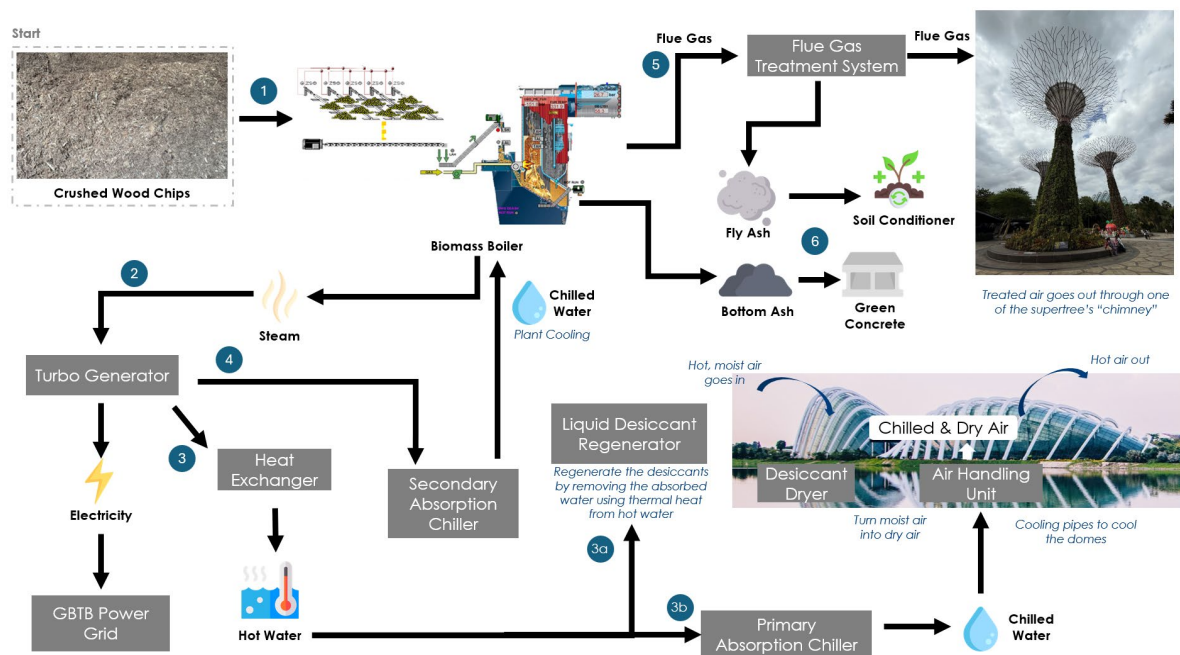 Start
Crushed Wood Chips
1
Biomass Boiler
Flue Gas
5
Flue Gas
Treatment System
Flue Gas
Fly Ash
Soil Conditioner
6
Bottom Ash
Green
Concrete
Treated air goes out through one
of the supertree’s “chimney”
2
Steam
Chilled
Water
Plant Cooling
Turbo Generator
4
3
Heat
Exchanger
Secondary
Absorption
Chiller
Electricity
GBTB Power
Grid
Hot Water
Liquid Desiccant
Regenerator
Regenerate the desiccants
by removing the absorbed
water using thermal heat
from hot water
3a
3b
Primary
Absorption Chiller
Chilled
Water
Hot, moist air
goes in
Hot air out
Chilled & Dry Air
Desiccant
Dryer
Air Handling
Unit
Turn moist air
into dry air
Cooling pipes to cool
the domes